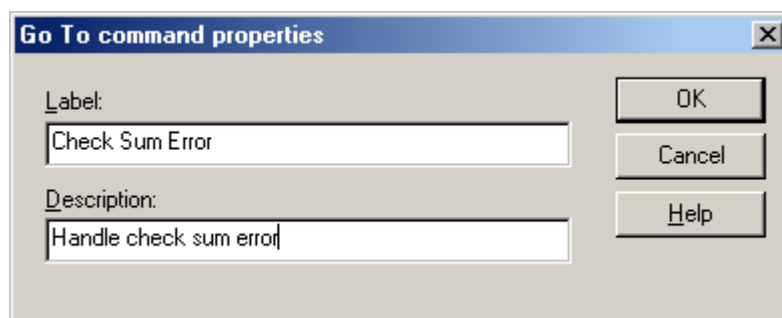 Go To command properties
Label:
OK
Check Sum Error
Cancel
Description:
Help
Handle check sum error